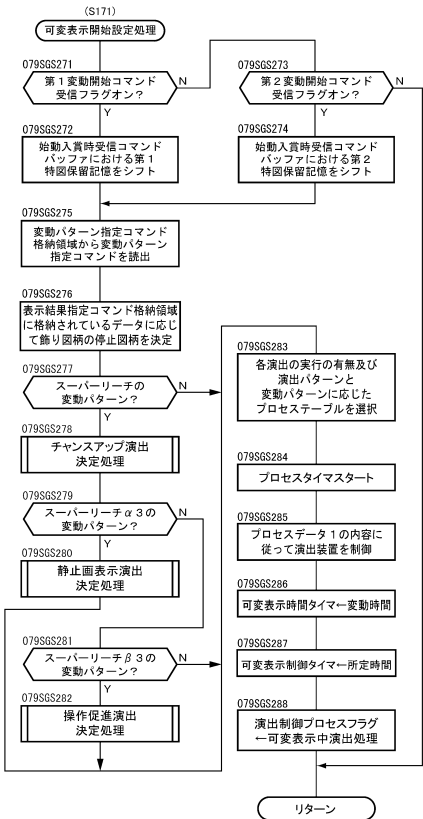 (S171)
可変表示開始設定処理
079SGS271
第1変動開始コマンド
受信フラグオン?
N
Y
079SGS273
第2変動開始コマンド
受信フラグオン?
N
Y
079SGS272
始動入賞時受信コマンド
バッファにおける第1
特図保留記憶をシフト
079SGS274
始動入賞時受信コマンド
バッファにおける第2
特図保留記憶をシフト
079SGS275
変動パターン指定コマンド
格納領域から変動パターン
指定コマンドを読出
079SGS276
表示結果指定コマンド格納領域
に格納されているデータに応じ
て飾り図柄の停止図柄を決定
079SGS277
スーパーリーチの
変動パターン?
N
Y
079SGS278
チャンスアップ演出
決定処理
079SGS279
スーパーリーチα3の
変動パターン?
N
Y
079SGS280
静止画表示演出
決定処理
079SGS281
スーパーリーチβ3の
変動パターン?
N
Y
079SGS282
操作促進演出
決定処理
079SGS283
各演出の実行の有無及び
演出パターンと
変動パターンに応じた
プロセステーブルを選択
079SGS284
プロセスタイマスタート
079SGS285
プロセスデータ1の内容に
従って演出装置を制御
079SGS286
可変表示時間タイマ←変動時間
079SGS287
可変表示制御タイマ←所定時間
079SGS288
演出制御プロセスフラグ
←可変表示中演出処理
リターン